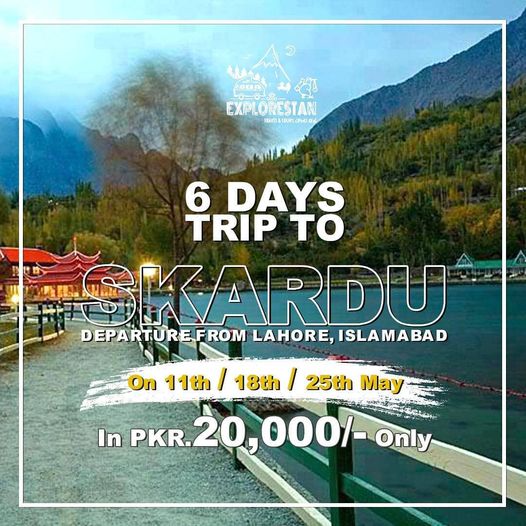 EXPLORESTAN
6 DAYS
TRIP TO
SKARDU
DEPARTURE FROM LAHORE, ISLAMABAD
On 11th / 18th / 25th May
In PKR.20,000/- Only